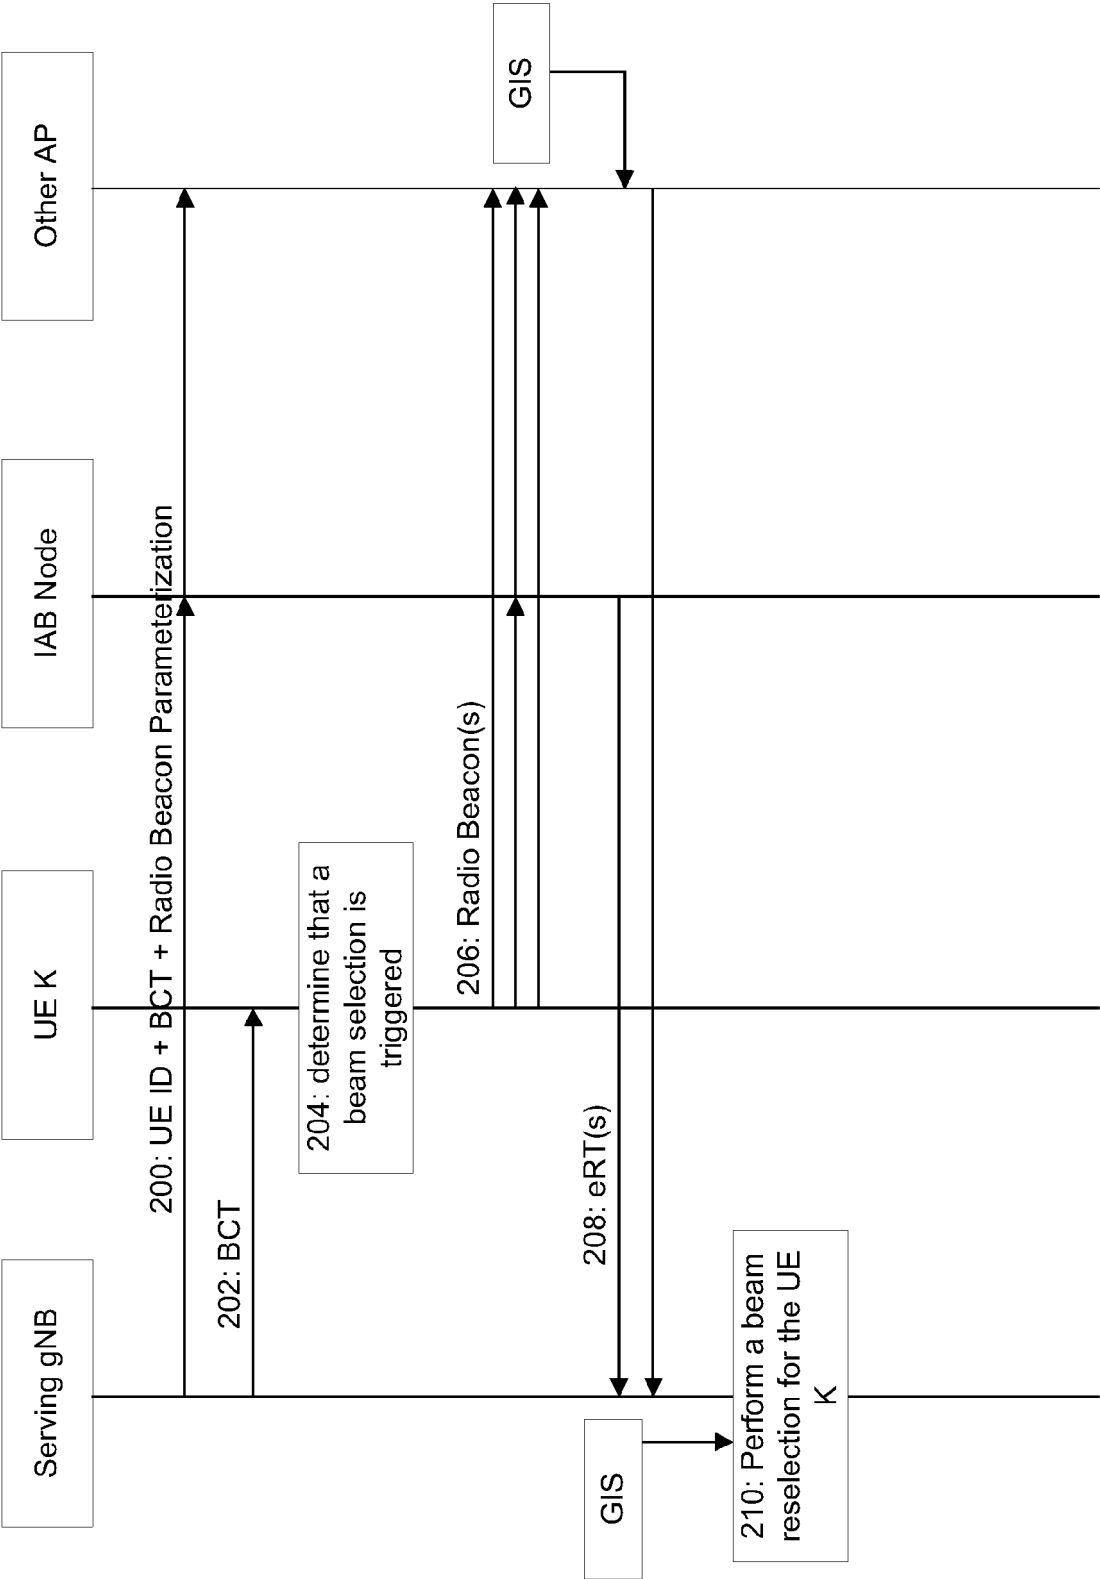 Serving gNB
UE K
IAB Node
Other AP
200: UE ID + BCT + Radio Beacon Parameterization
202: BCT
204: determine that a
beam selection is
triggered
206: Radio Beacon(s)
GIS
208: eRT(s)
GIS
210: Perform a beam
reselection for the UE
K